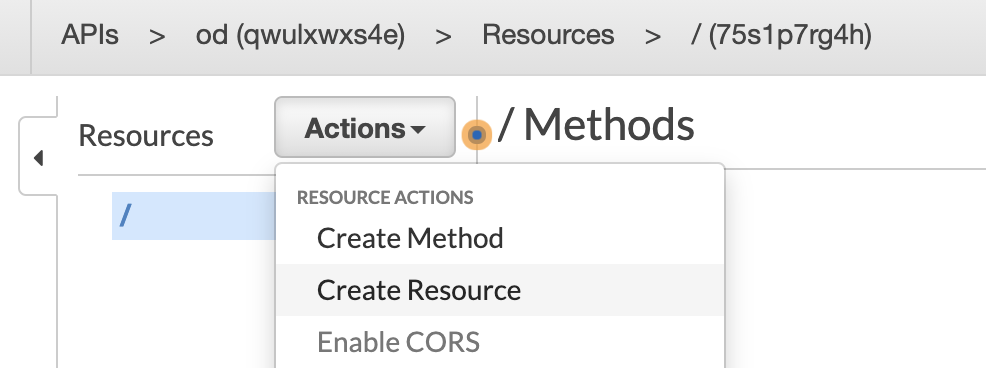 APIs > od (qwulxwxs4e) > Resources > / (75s1p7rg4h)
Resources
Actions
/ Methods
/
RESOURCE ACTIONS
Create Method
Create Resource
Enable CORS